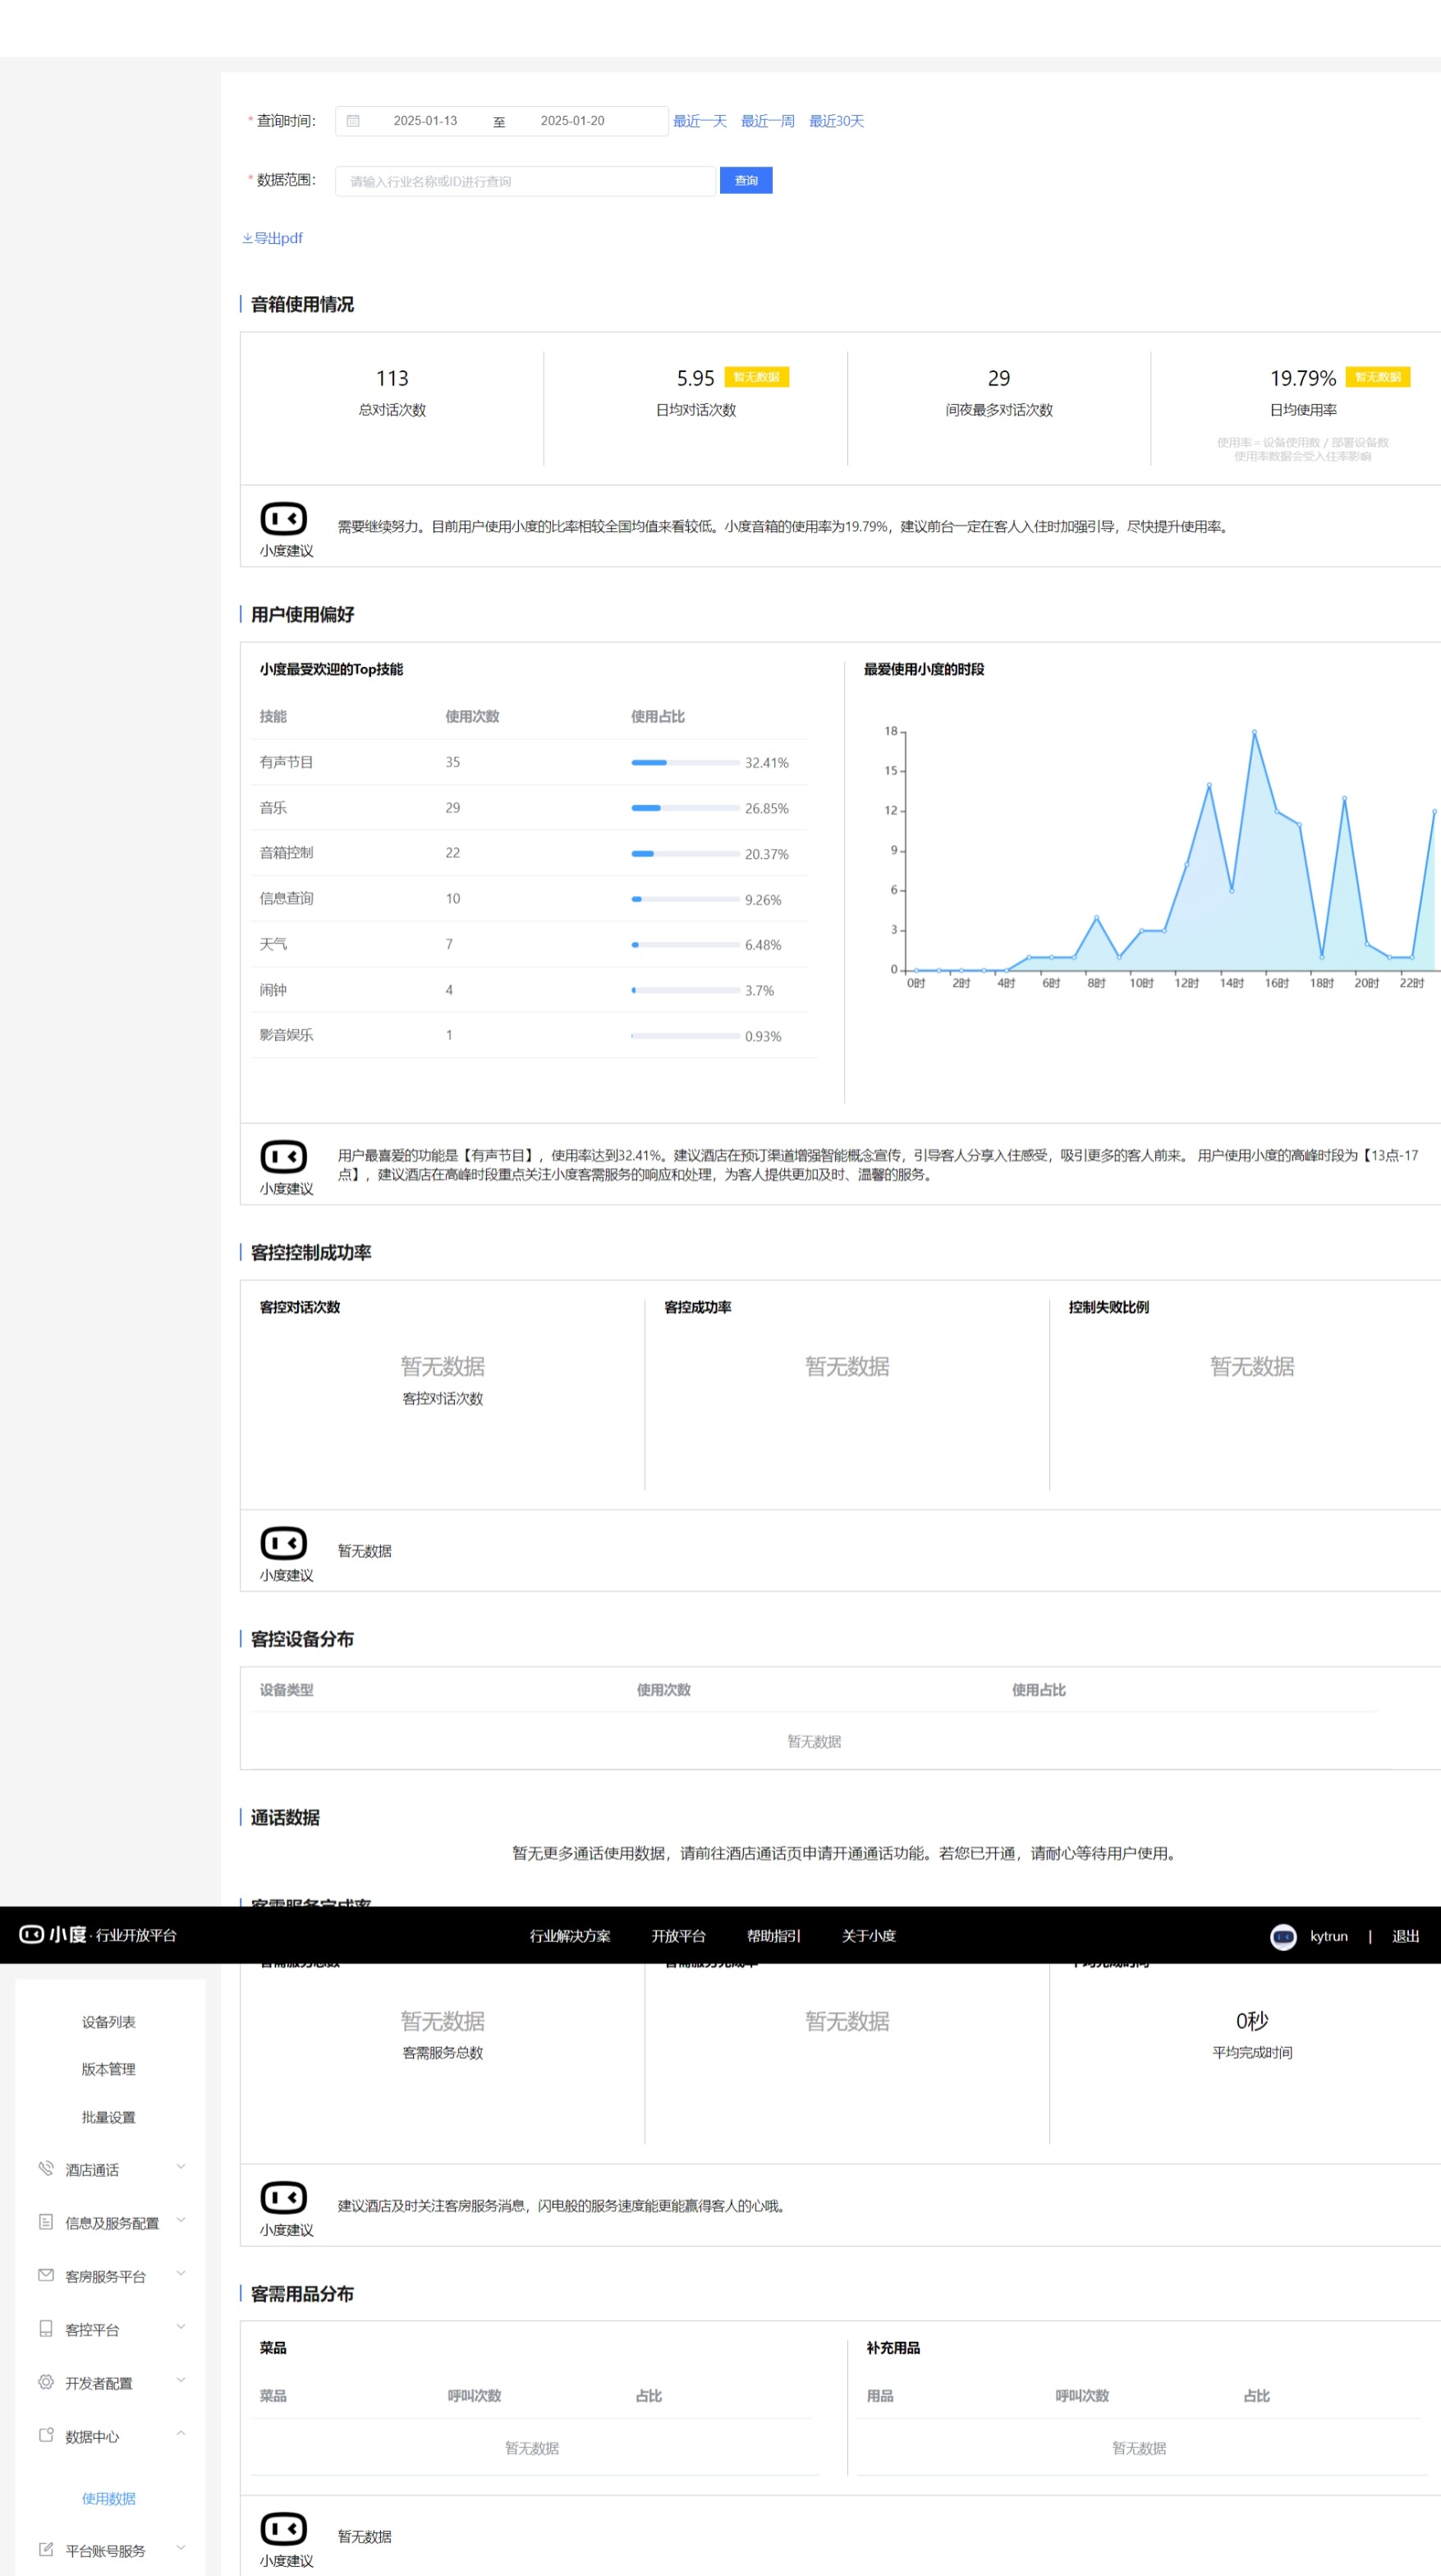 * 查询时间：
2025-01-13 至 2025-01-20
最近一天 最近一周 最近30天
* 数据范围：
请输入行业名称或ID进行查询
查询
导出pdf
音箱使用情况
113
总对话次数
5.95 暂无数据
日均对话次数
29
间夜最多对话次数
19.79% 暂无数据
日均使用率
使用率=设备使用数 / 部署设备数
使用率数据会受入住率影响
小度建议
需要继续努力。目前用户使用小度的比率相较全国均值来看较低。小度音箱的使用率为19.79%，建议前台一定在客人入住时加强引导，尽快提升使用率。
用户使用偏好
小度最受欢迎的Top技能
技能 使用次数 使用占比
有声节目 35 32.41%
音乐 29 26.85%
音箱控制 22 20.37%
信息查询 10 9.26%
天气 7 6.48%
闹钟 4 3.7%
影音娱乐 1 0.93%
最爱使用小度的时段
18
15
12
9
6
3
0
0时 2时 4时 6时 8时 10时 12时 14时 16时 18时 20时 22时
小度建议
用户最喜爱的功能是【有声节目】，使用率达到32.41%。建议酒店在预订渠道增强智能概念宣传，引导客人分享入住感受，吸引更多的客人前来。 用户使用小度的高峰时段为【13点-17
点】，建议酒店在高峰时段重点关注小度客需服务的响应和处理，为客人提供更加及时、温馨的服务。
客控控制成功率
客控对话次数
暂无数据
客控对话次数
客控成功率
暂无数据
控制失败比例
暂无数据
小度建议
暂无数据
客控设备分布
设备类型 使用次数 使用占比
暂无数据
通话数据
暂无更多通话使用数据，请前往酒店通话页申请开通通话功能。若您已开通，请耐心等待用户使用。
客需服务完成率
小度·行业开放平台
行业解决方案 开放平台 帮助指引 关于小度
kytrun | 退出
设备列表
版本管理
批量设置
酒店通话
信息及服务配置
客房服务平台
客控平台
开发者配置
数据中心
使用数据
平台账号服务
客需服务总数
暂无数据
客需服务总数
客需服务完成率
暂无数据
平均完成时间
0秒
平均完成时间
小度建议
建议酒店及时关注客房服务消息，闪电般的服务速度能更能赢得客人的心哦。
客需用品分布
菜品
菜品 呼叫次数 占比
暂无数据
补充用品
用品 呼叫次数 占比
暂无数据
小度建议
暂无数据